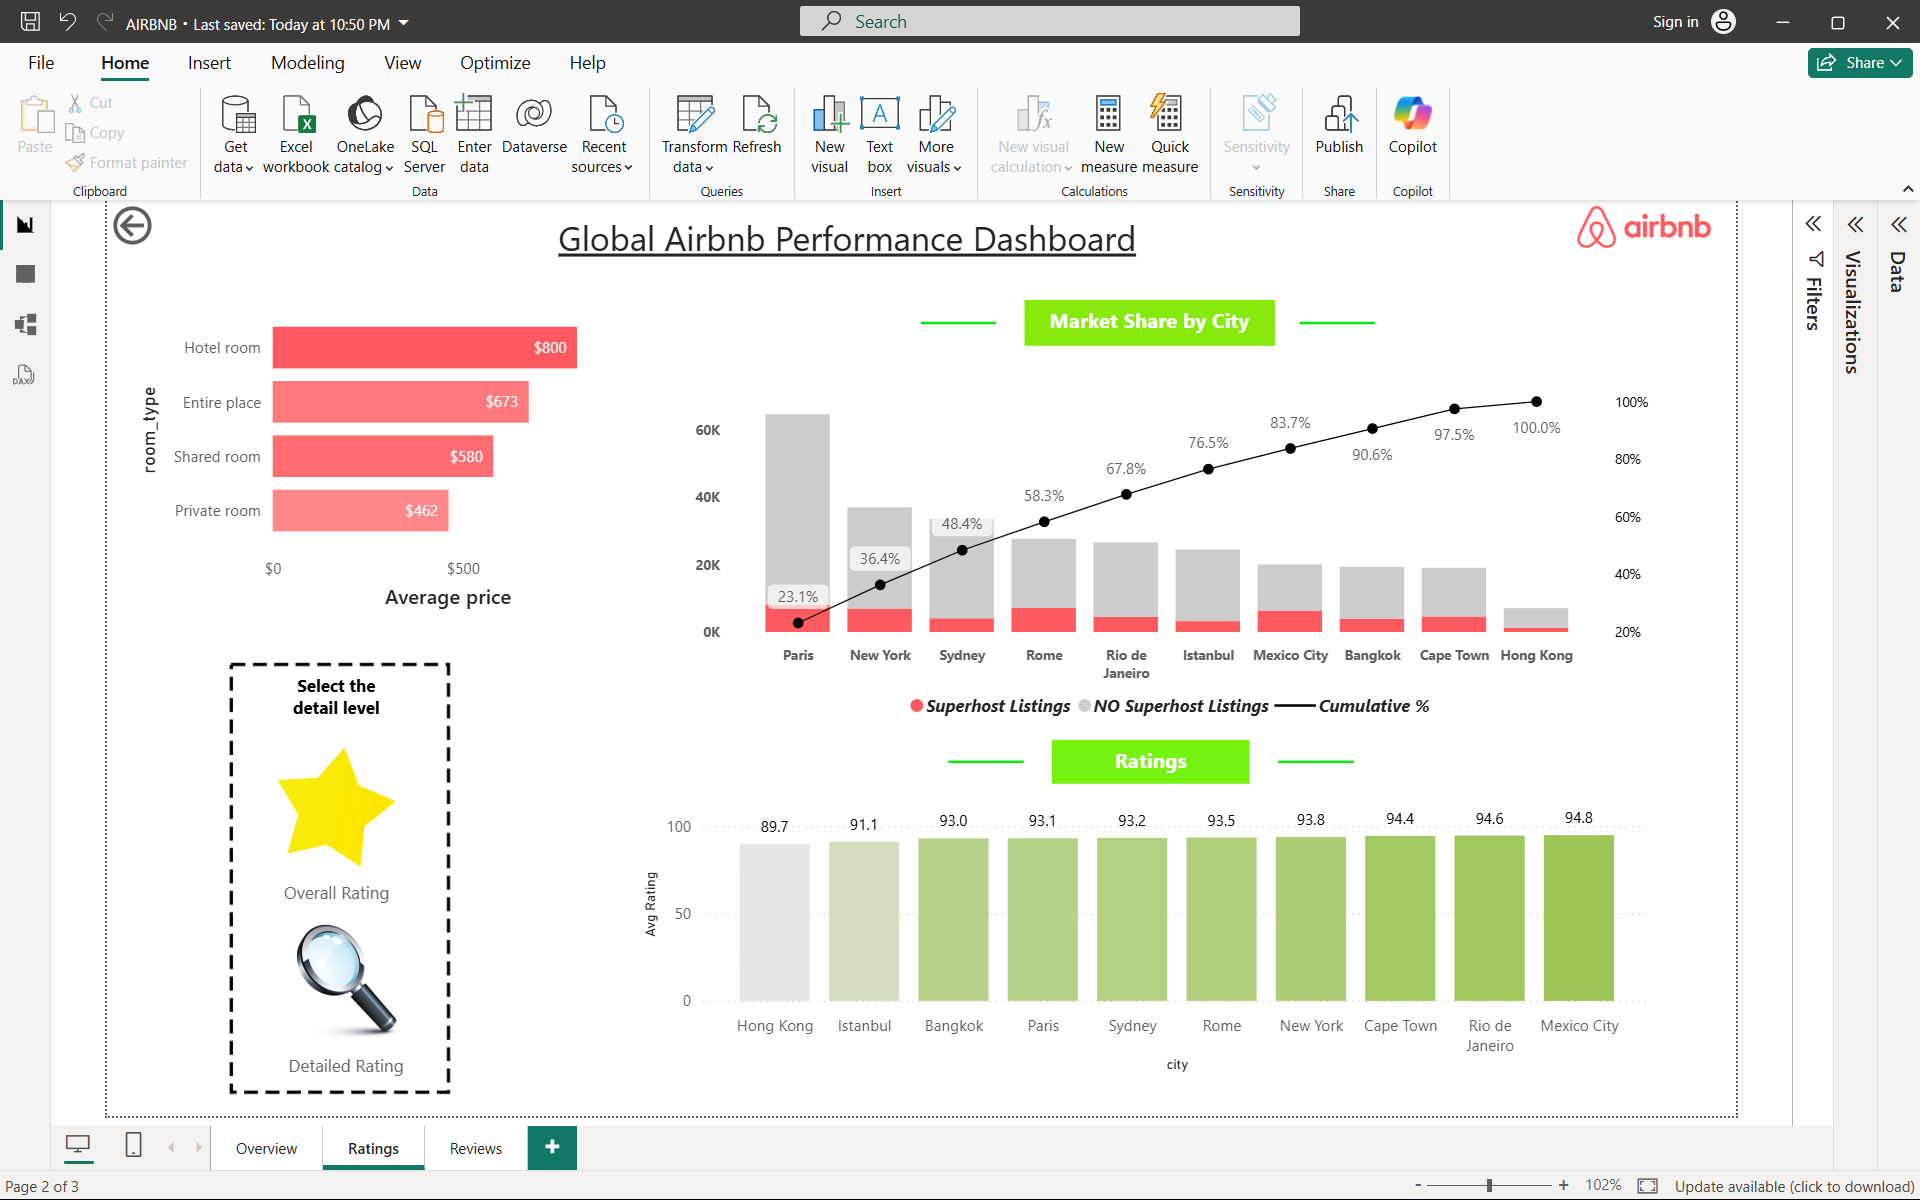 AIRBNB • Last saved: Today at 10:50 PM
Search
Sign in
File
Home
Insert
Modeling
View
Optimize
Help
Share
Paste
Cut
Copy
Format painter
Clipboard
Get data
Excel workbook
OneLake catalog
SQL Server
Enter data
Dataverse
Recent sources
Data
Transform data
Refresh
Queries
New visual
Text box
More visuals
Insert
New visual calculation
New measure
Quick measure
Calculations
Sensitivity
Sensitivity
Publish
Share
Copilot
Copilot
DAX
Global Airbnb Performance Dashboard
airbnb
Filters
Visualizations
Data
room_type
Hotel room
$800
Entire place
$673
Shared room
$580
Private room
$462
$0
$500
Average price
Market Share by City
60K
40K
20K
0K
100%
80%
60%
40%
20%
23.1%
36.4%
48.4%
58.3%
67.8%
76.5%
83.7%
90.6%
97.5%
100.0%
Paris
New York
Sydney
Rome
Rio de
Janeiro
Istanbul
Mexico City
Bangkok
Cape Town
Hong Kong
Superhost Listings
NO Superhost Listings
Cumulative %
Select the
detail level
Overall Rating
Detailed Rating
Ratings
Avg Rating
100
50
0
89.7
91.1
93.0
93.1
93.2
93.5
93.8
94.4
94.6
94.8
Hong Kong
Istanbul
Bangkok
Paris
Sydney
Rome
New York
Cape Town
Rio de
Janeiro
Mexico City
city
Overview
Ratings
Reviews
+
Page 2 of 3
- + 102%
Update available (click to download)